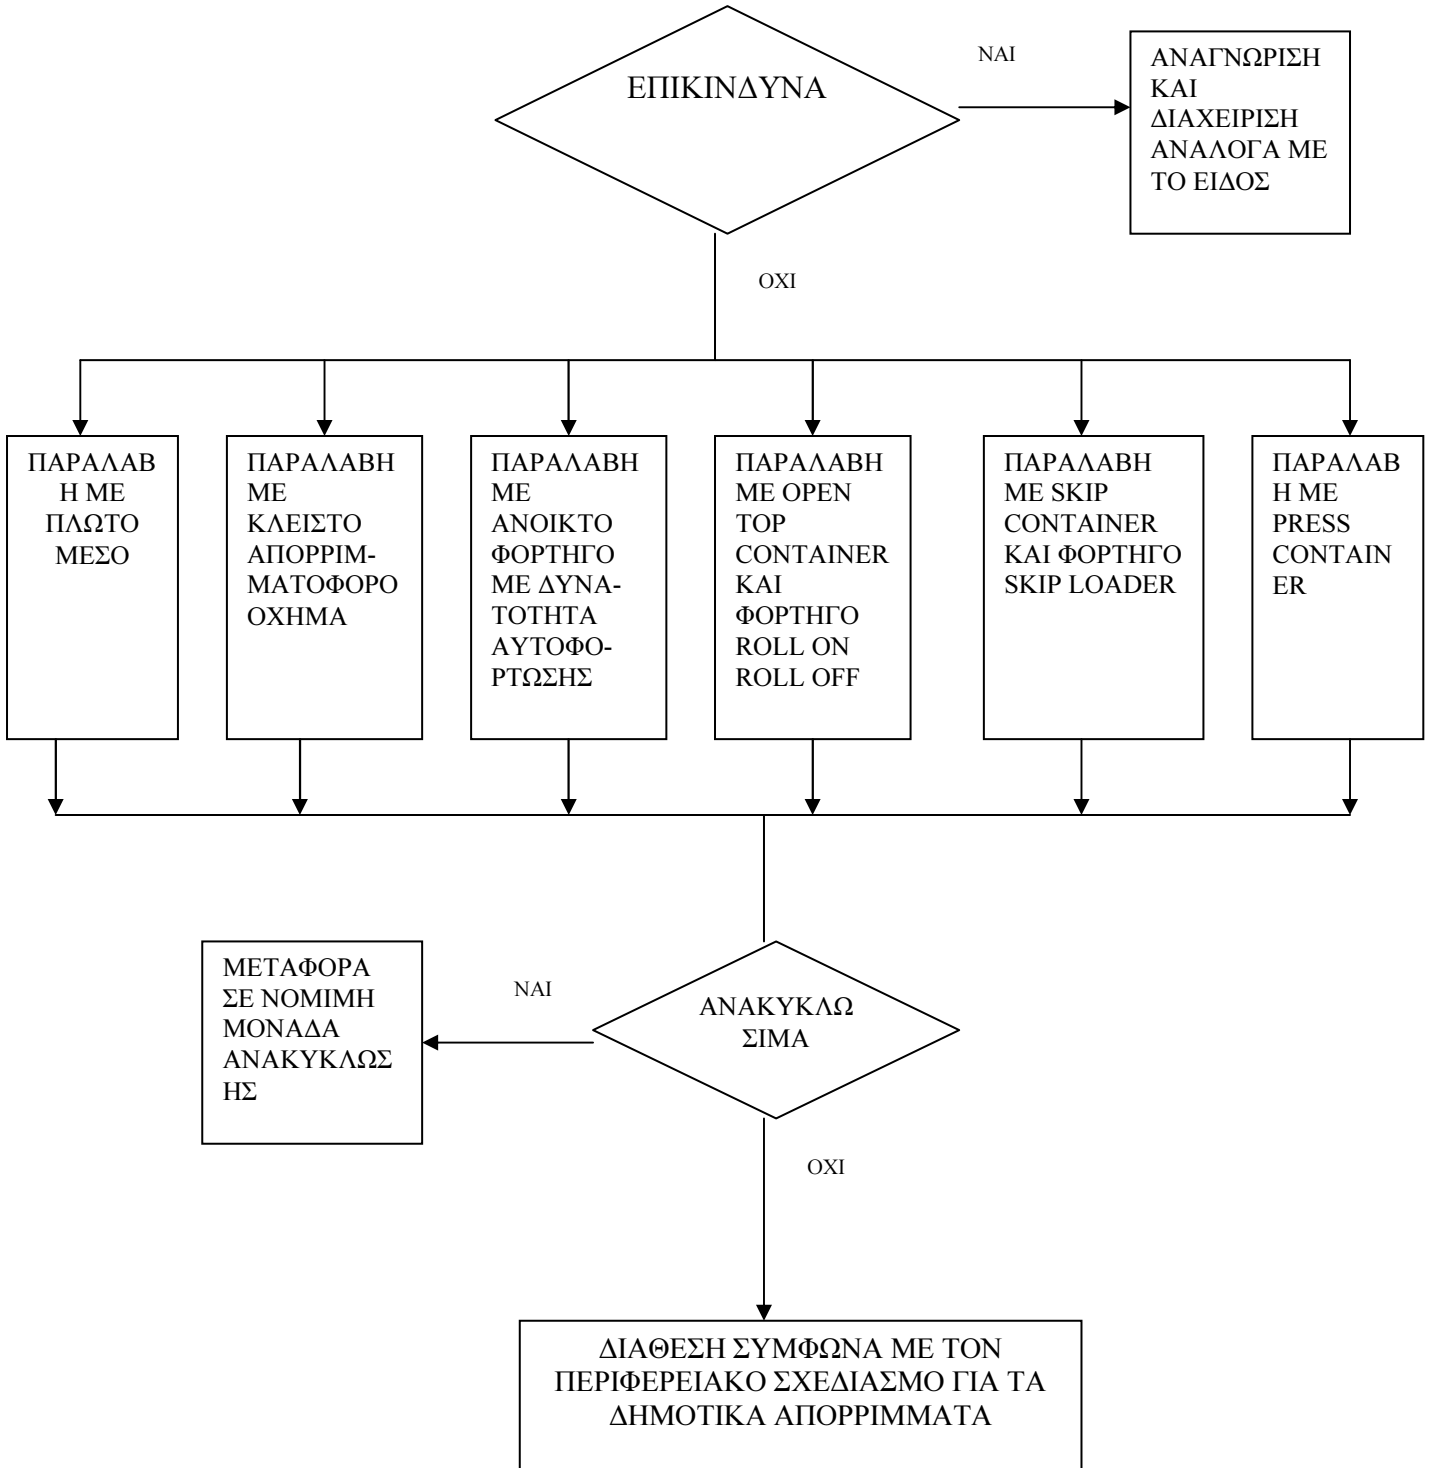 ΕΠΙΚΙΝΔΥΝΑ
ΝΑΙ
ΑΝΑΓΝΩΡΙΣΗ
ΚΑΙ
ΔΙΑΧΕΙΡΙΣΗ
ΑΝΑΛΟΓΑ ΜΕ
ΤΟ ΕΙΔΟΣ
ΟΧΙ
ΠΑΡΑΛΑΒ
Η ΜΕ
ΠΛΩΤΟ
ΜΕΣΟ
ΠΑΡΑΛΑΒΗ
ΜΕ
ΚΛΕΙΣΤΟ
ΑΠΟΡΡΙΜ-
ΜΑΤΟΦΟΡΟ
ΟΧΗΜΑ
ΠΑΡΑΛΑΒΗ
ΜΕ
ΑΝΟΙΚΤΟ
ΦΟΡΤΗΓΟ
ΜΕ ΔΥΝΑ-
ΤΟΤΗΤΑ
ΑΥΤΟΦΟ-
ΡΤΩΣΗΣ
ΠΑΡΑΛΑΒΗ
ΜΕ OPEN
TOP
CONTAINER
ΚΑΙ
ΦΟΡΤΗΓΟ
ROLL ON
ROLL OFF
ΠΑΡΑΛΑΒΗ
ΜΕ SKIP
CONTAINER
ΚΑΙ ΦΟΡΤΗΓΟ
SKIP LOADER
ΠΑΡΑΛΑΒ
Η ΜΕ
PRESS
CONTAIN
ER
ΜΕΤΑΦΟΡΑ
ΣΕ ΝΟΜΙΜΗ
ΜΟΝΑΔΑ
ΑΝΑΚΥΚΛΩΣ
ΗΣ
ΝΑΙ
ΑΝΑΚΥΚΛΩ
ΣΙΜΑ
ΟΧΙ
ΔΙΑΘΕΣΗ ΣΥΜΦΩΝΑ ΜΕ ΤΟΝ
ΠΕΡΙΦΕΡΕΙΑΚΟ ΣΧΕΔΙΑΣΜΟ ΓΙΑ ΤΑ
ΔΗΜΟΤΙΚΑ ΑΠΟΡΡΙΜΜΑΤΑ